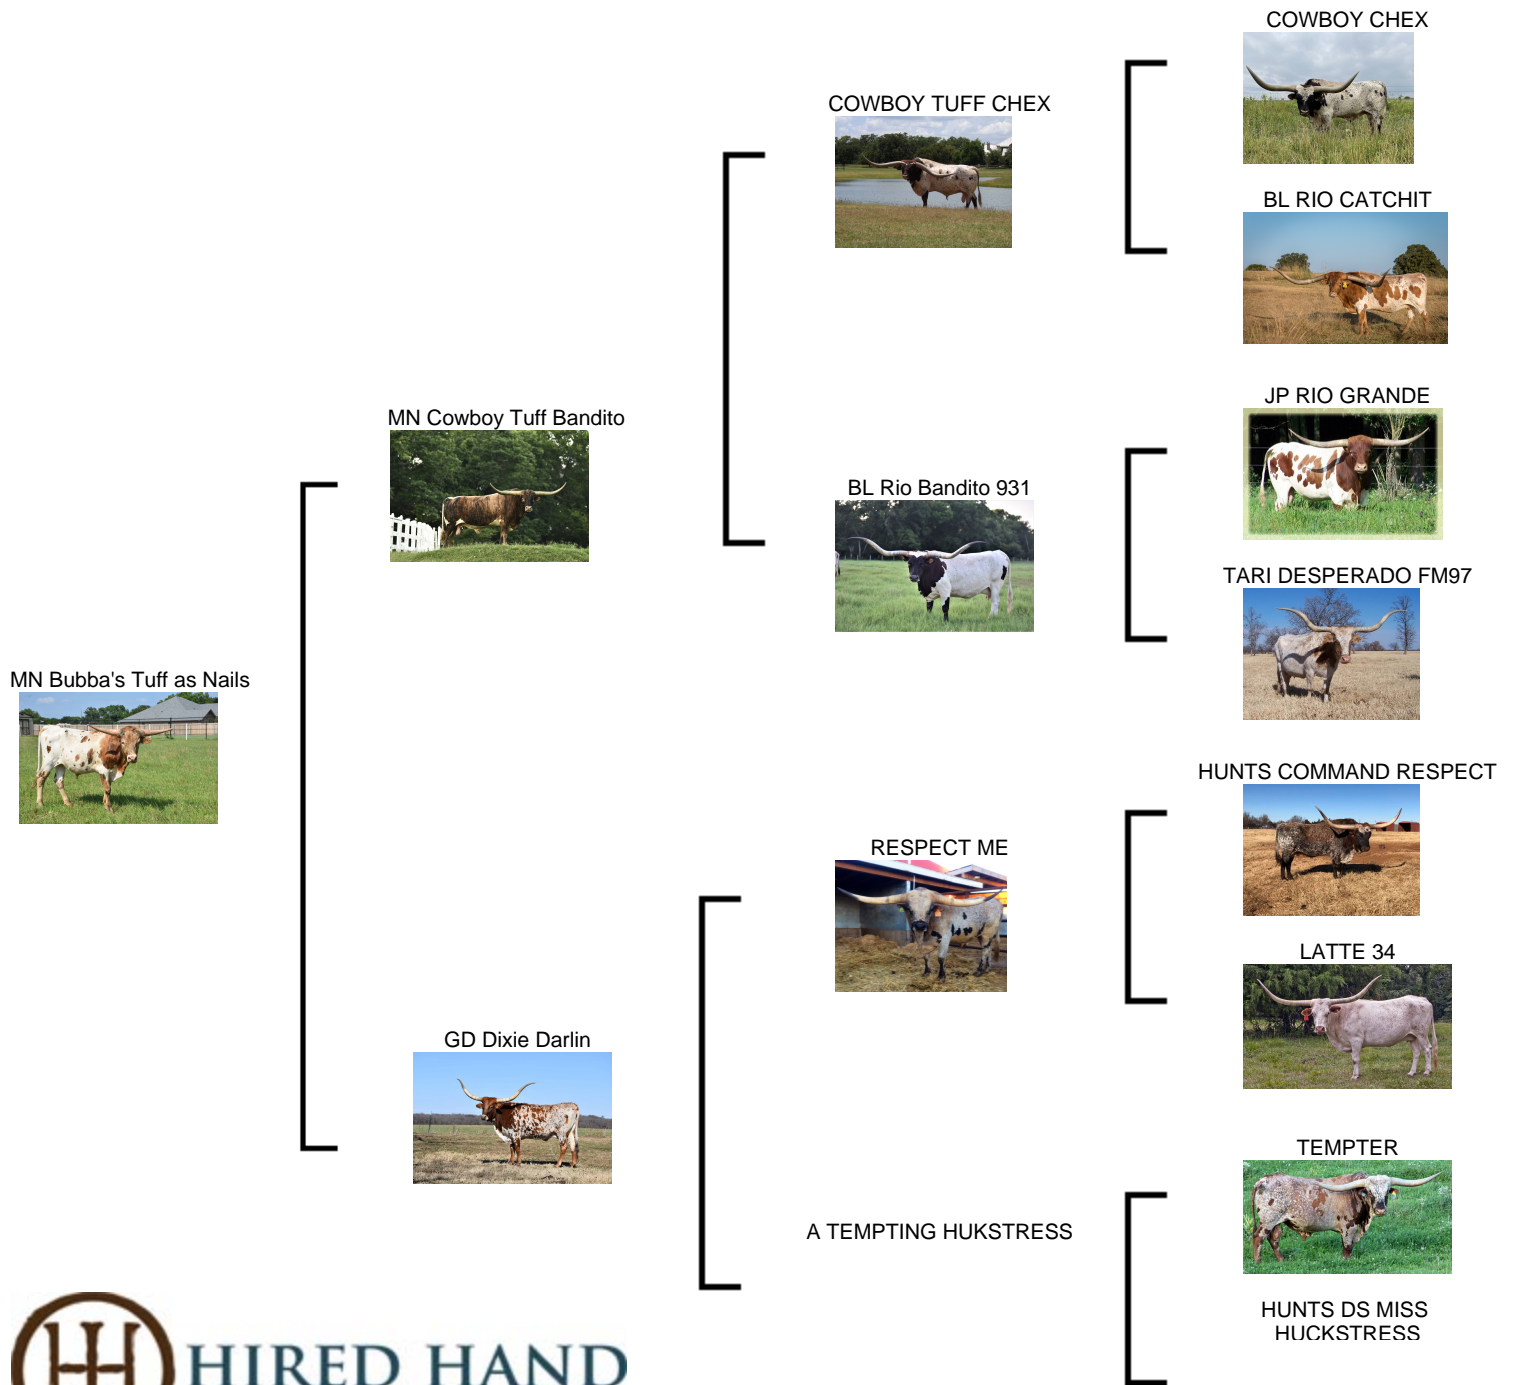 COWBOY CHEX
COWBOY TUFF CHEX
BL RIO CATCHIT
JP RIO GRANDE
MN Cowboy Tuff Bandito
BL Rio Bandito 931
TARI DESPERADO FM97
MN Bubba's Tuff as Nails
HUNTS COMMAND RESPECT
RESPECT ME
LATTE 34
GD Dixie Darlin
TEMPTER
A TEMPTING HUKSTRESS
HUNTS DS MISS
HUCKSTRESS
HIRED HAND